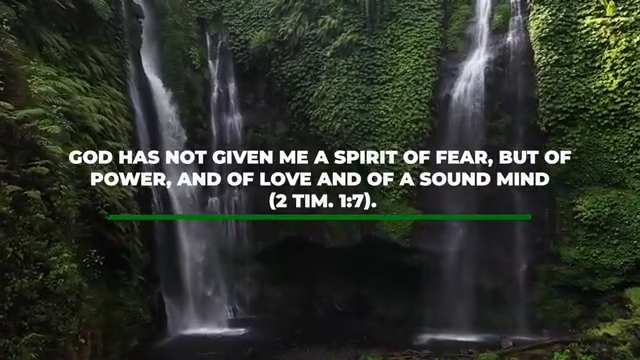 GOD HAS NOT GIVEN ME A SPIRIT OF FEAR, BUT OF
POWER, AND OF LOVE AND OF A SOUND MIND
(2 TIM. 1:7).